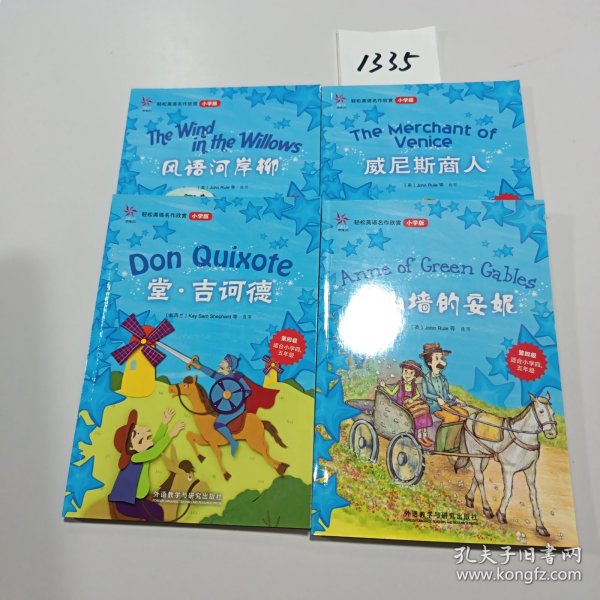 1335
轻松英语名作欣赏 小学版
The Wind
in the Willows
风语河岸柳
(英) John Rule 等 改写
轻松英语名作欣赏 小学版
The Merchant of
Venice
威尼斯商人
(英) John Rule 等 改写
轻松英语名作欣赏 小学版
Don Quixote
堂·吉诃德
Kay Sam Shephard 等 改写
第四级
适合小学四、
五年级
外语教学与研究出版社
轻松英语名作欣赏 小学版
Anne of Green Gables
墙的安妮
(英) John Rule 等 改写
第四级
适合小学四、
五年级
外语教学与研究出版社
孔夫子旧书网
www.kongfz.com